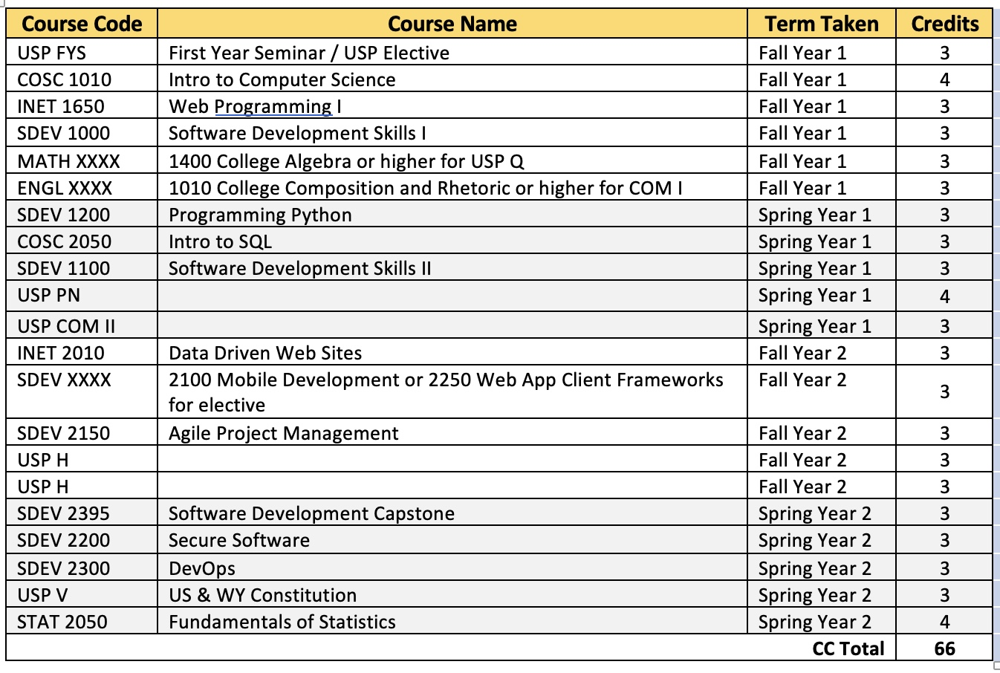 Course Code Course Name Term Taken Credits
USP FYS First Year Seminar / USP Elective Fall Year 1 3
COSC 1010 Intro to Computer Science Fall Year 1 4
INET 1650 Web Programming I Fall Year 1 3
SDEV 1000 Software Development Skills I Fall Year 1 3
MATH XXXX 1400 College Algebra or higher for USP Q Fall Year 1 3
ENGL XXXX 1010 College Composition and Rhetoric or higher for COM I Fall Year 1 3
SDEV 1200 Programming Python Spring Year 1 3
COSC 2050 Intro to SQL Spring Year 1 3
SDEV 1100 Software Development Skills II Spring Year 1 3
USP PN Spring Year 1 4
USP COM II Spring Year 1 3
INET 2010 Data Driven Web Sites Fall Year 2 3
SDEV XXXX 2100 Mobile Development or 2250 Web App Client Frameworks Fall Year 2 3
for elective
SDEV 2150 Agile Project Management Fall Year 2 3
USP H Fall Year 2 3
USP H Fall Year 2 3
SDEV 2395 Software Development Capstone Spring Year 2 3
SDEV 2200 Secure Software Spring Year 2 3
SDEV 2300 DevOps Spring Year 2 3
USP V US & WY Constitution Spring Year 2 3
STAT 2050 Fundamentals of Statistics Spring Year 2 4
CC Total 66